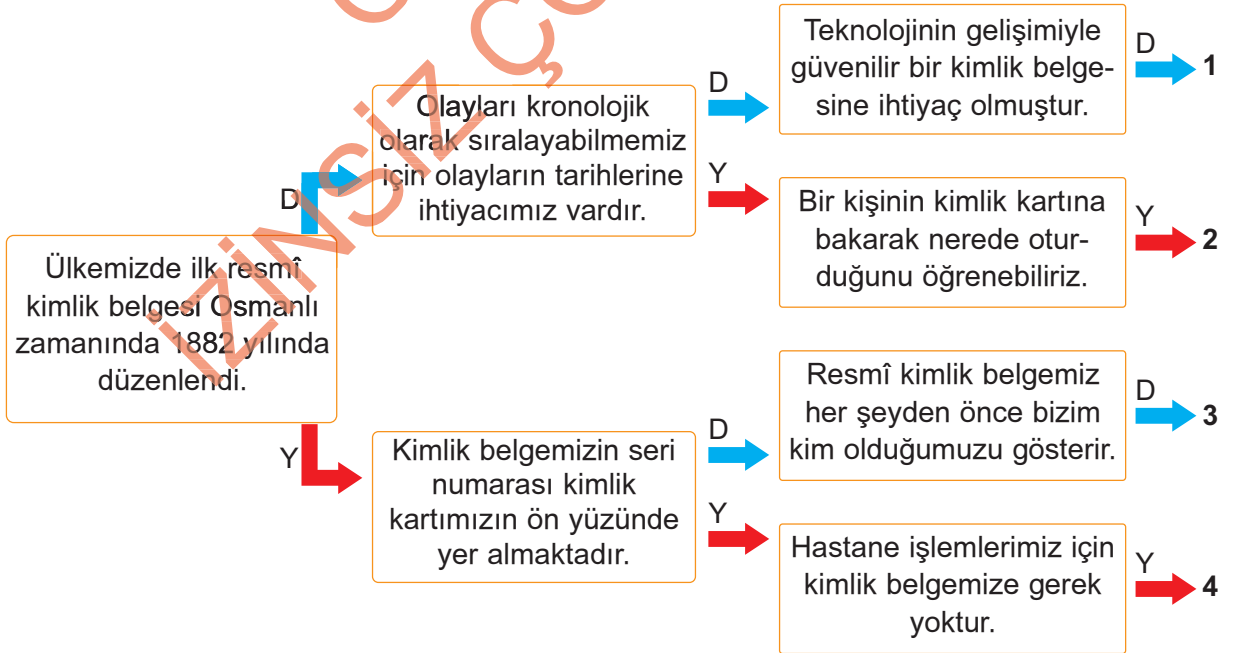 Ülkemizde ilk resmî
kimlik belgesi Osmanlı
zamanında 1882 yılında
düzenlendi.
D
Olayları kronolojik
olarak sıralayabilmemiz
için olayların tarihlerine
ihtiyacımız vardır.
D
Teknolojinin gelişimiyle
güvenilir bir kimlik belge-
sine ihtiyaç olmuştur.
D
1
Y
Bir kişinin kimlik kartına
bakarak nerede otur-
duğunu öğrenebiliriz.
Y
2
Y
Kimlik belgemizin seri
numarası kimlik
kartımızın ön yüzünde
yer almaktadır.
D
Resmî kimlik belgemiz
her şeyden önce bizim
kim olduğumuzu gösterir.
D
3
Y
Hastane işlemlerimiz için
kimlik belgemize gerek
yoktur.
Y
4
İZİNSİZ